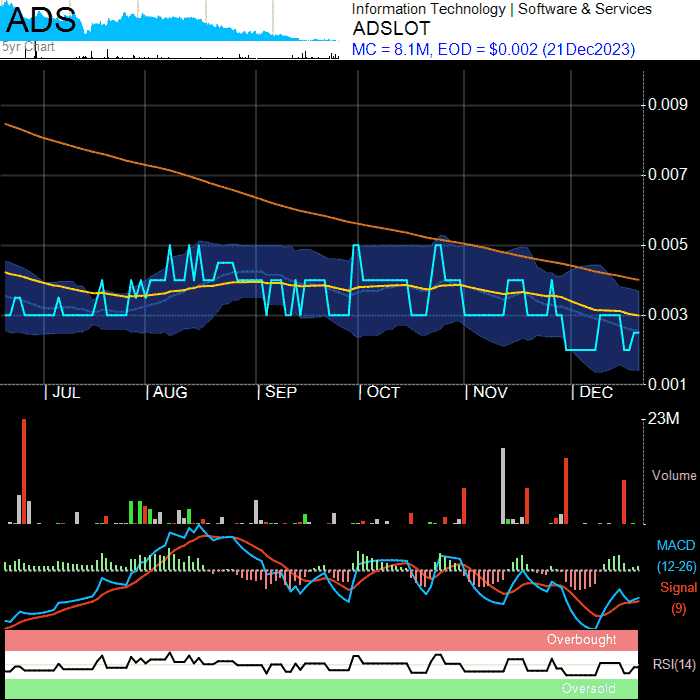 ADS
5yr Chart
Information Technology | Software & Services
ADSLOT
MC = 8.1M, EOD = $0.002 (21Dec2023)
0.009
0.007
0.005
0.003
0.001
| JUL | AUG | SEP | OCT | NOV | DEC
23M
Volume
MACD
(12-26)
Signal
(9)
Overbought
RSI(14)
Oversold